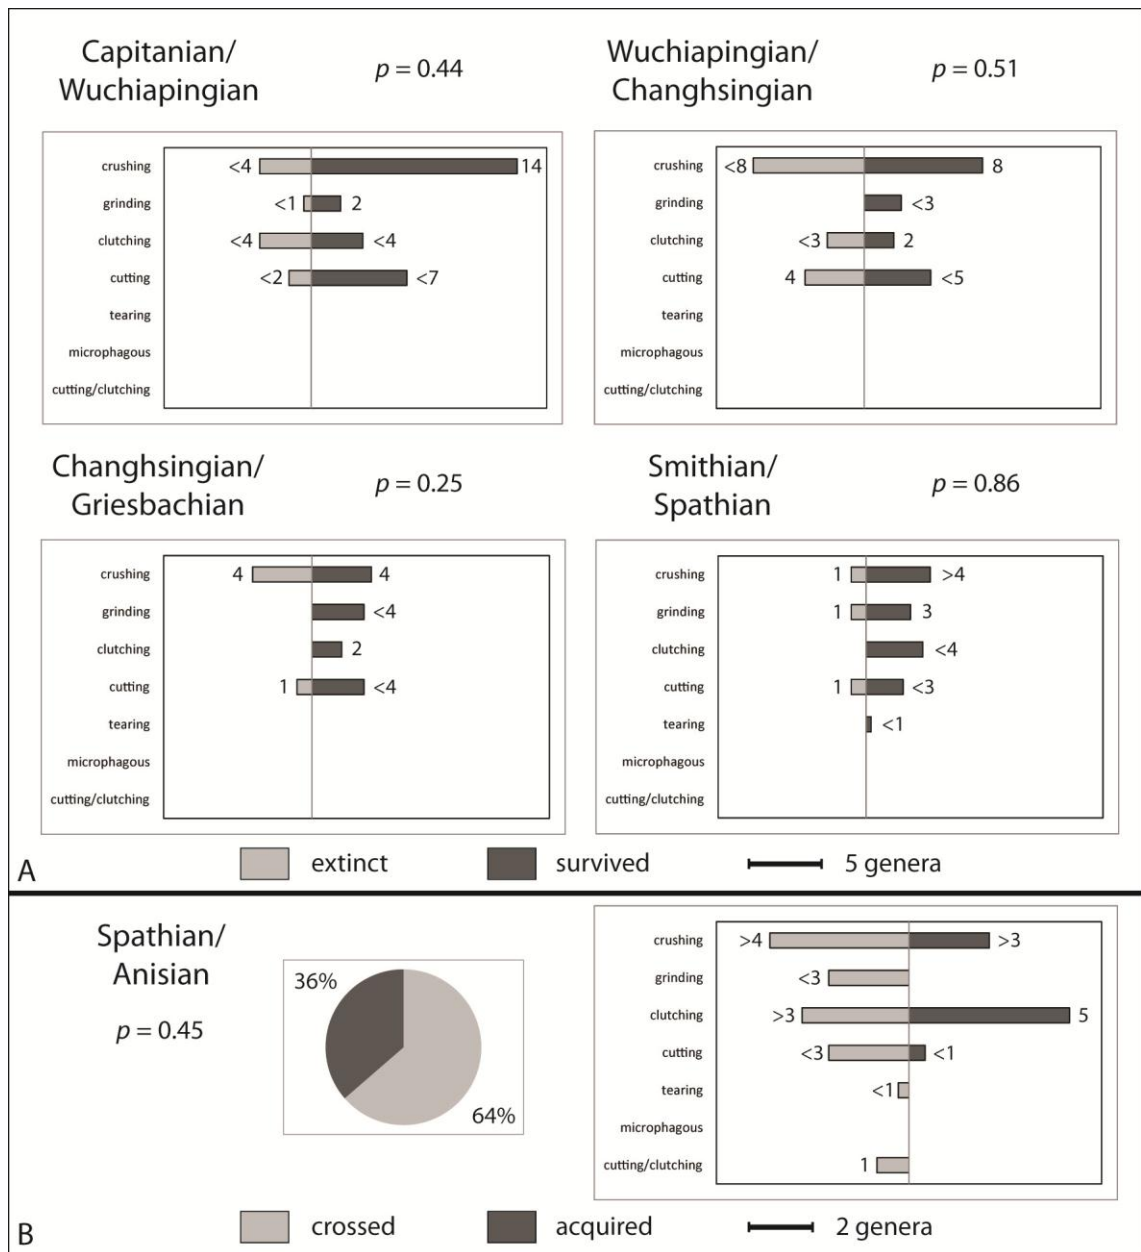 Capitanian/
Wuchiapingian
p = 0.44
crushing <4 14
grinding <1 2
clutching <4 <4
cutting <2 <7
tearing
microphagous
cutting/clutching
Wuchiapingian/
Changhsingian
p = 0.51
crushing <8 8
grinding <3
clutching <3 2
cutting 4 <5
tearing
microphagous
cutting/clutching
Changhsingian/
Griesbachian
p = 0.25
crushing 4 4
grinding <4
clutching 2
cutting 1 <4
tearing
microphagous
cutting/clutching
Smithian/
Spathian
p = 0.86
crushing 1 >4
grinding 1 3
clutching <4
cutting 1 <3
tearing <1
microphagous
cutting/clutching
A extinct survived 5 genera
Spathian/
Anisian
p = 0.45
36%
64%
crushing >4 >3
grinding <3
clutching >3 5
cutting <3 <1
tearing <1
microphagous
cutting/clutching 1
B crossed acquired 2 genera